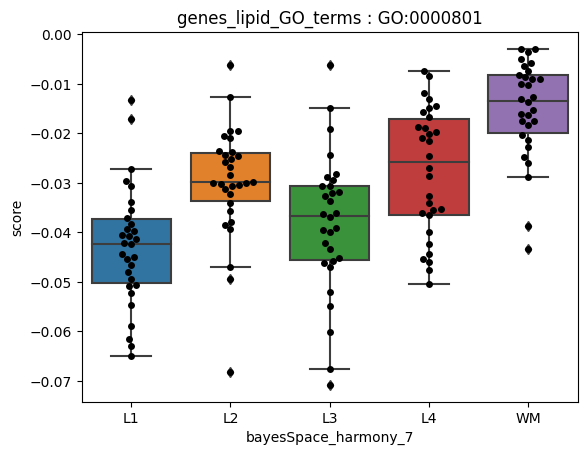 genes_lipid_GO_terms : GO:0000801
0.00
−0.01
−0.02
−0.03
−0.04
−0.05
−0.06
−0.07
score
L1 L2 L3 L4 WM
bayesSpace_harmony_7